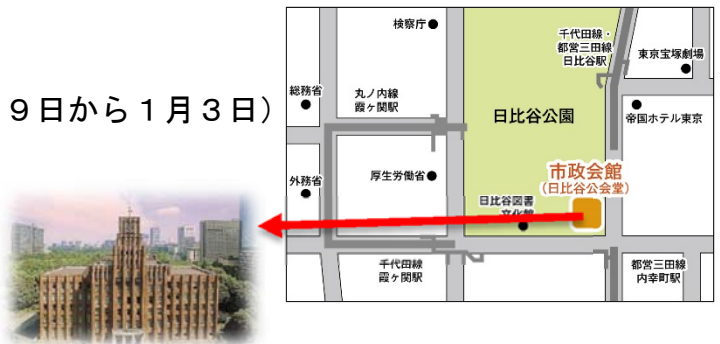 9日から1月3日)
検察庁
千代田線・
都営三田線
日比谷駅
東京宝塚劇場
総務省
丸ノ内線
霞ヶ関駅
日比谷公園
帝国ホテル東京
市政会館
(日比谷公会堂)
外務省
厚生労働省
日比谷図書
文化館
千代田線
霞ヶ関駅
都営三田線
内幸町駅